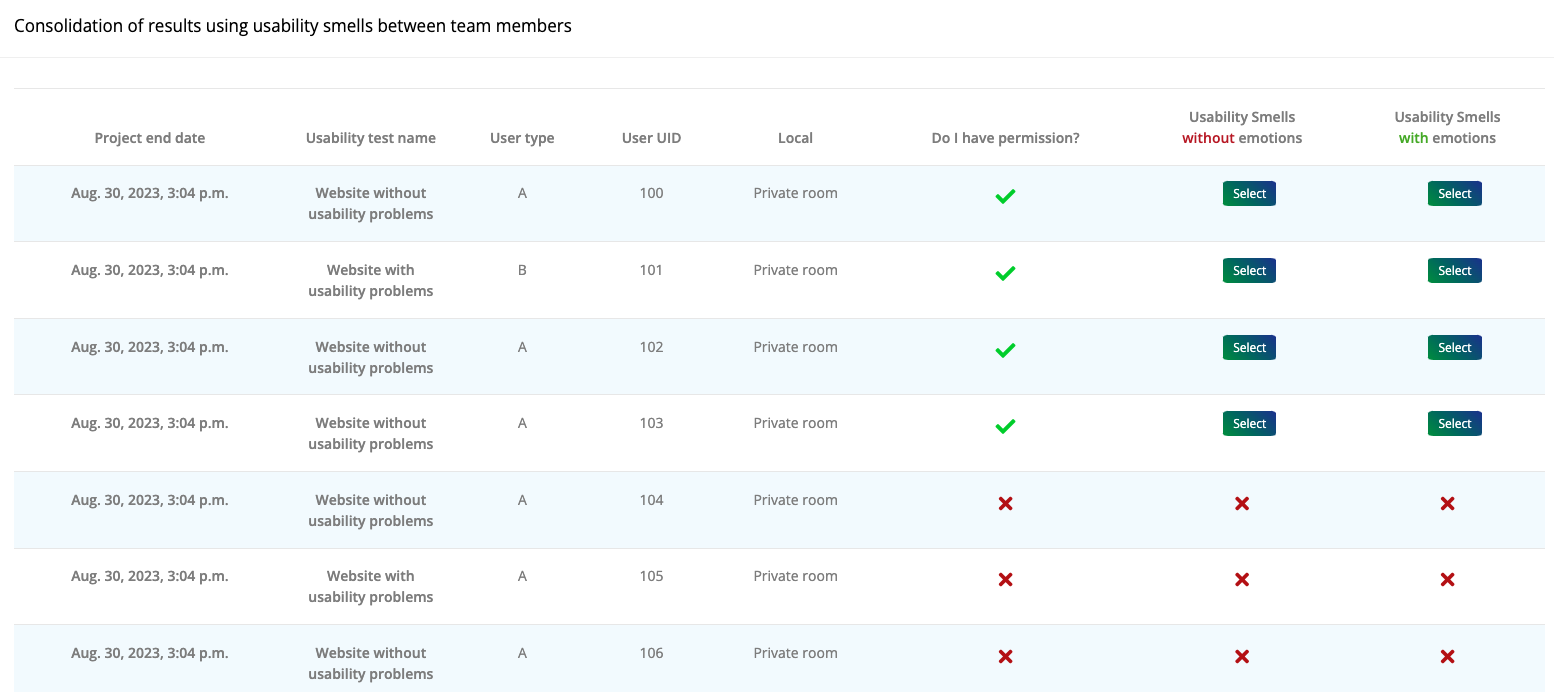 Consolidation of results using usability smells between team members
Usability Smells Usability Smells
Project end date Usability test name User type User UID Local Do I have permission? without emotions with emotions
Aug. 30, 2023, 3:04 p.m. Website without A 100 Private room Select Select
usability problems
Aug. 30, 2023, 3:04 p.m. Website with B 101 Private room Select Select
usability problems
Aug. 30, 2023, 3:04 p.m. Website without A 102 Private room Select Select
usability problems
Aug. 30, 2023, 3:04 p.m. Website without A 103 Private room Select Select
usability problems
Aug. 30, 2023, 3:04 p.m. Website without A 104 Private room
usability problems
Aug. 30, 2023, 3:04 p.m. Website with A 105 Private room
usability problems
Aug. 30, 2023, 3:04 p.m. Website without A 106 Private room
usability problems